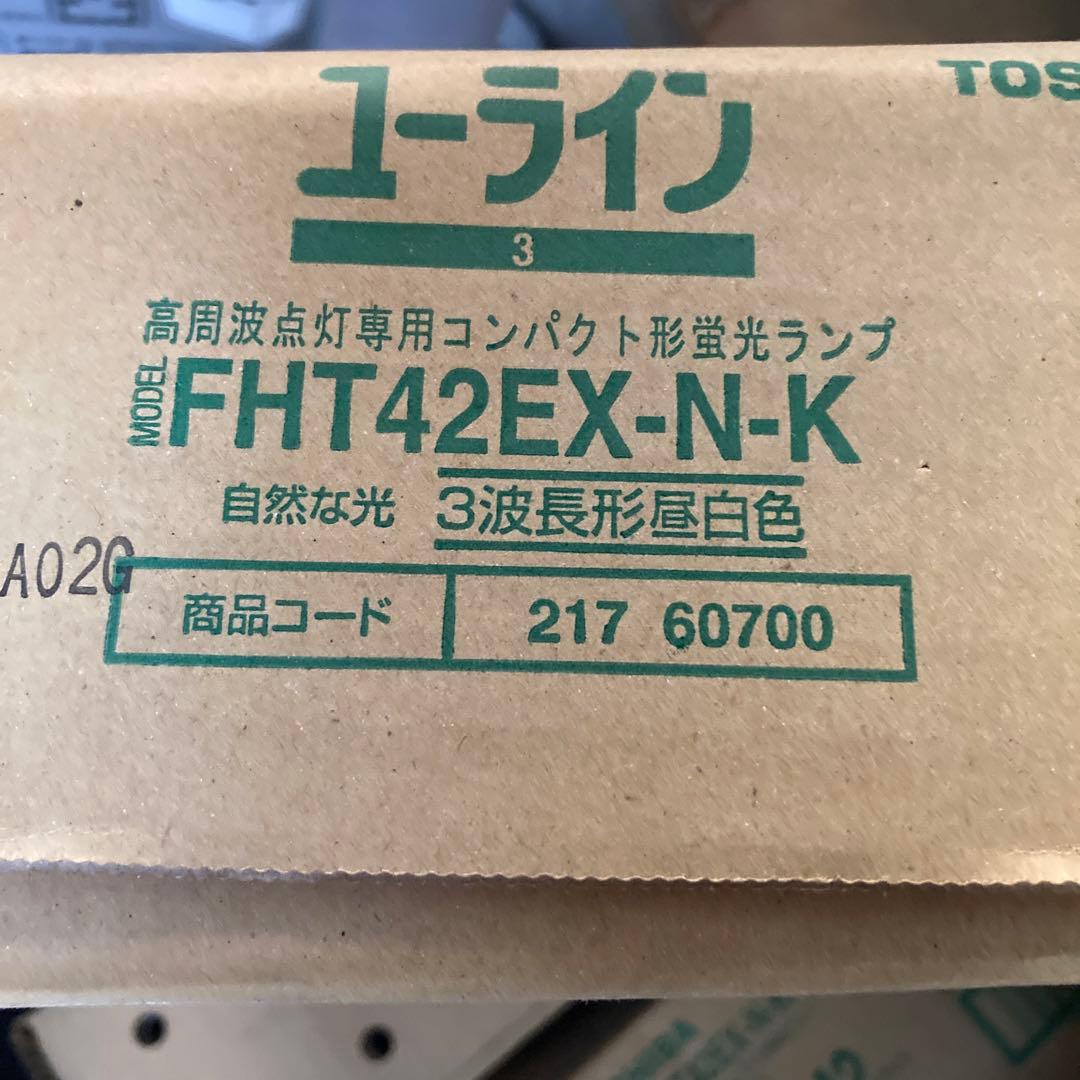 TOS
ユーライン
3
高周波点灯専用コンパクト形蛍光ランプ
MODEL FHT42EX-N-K
自然な光 3波長形昼白色
A02G
商品コード 217 60700